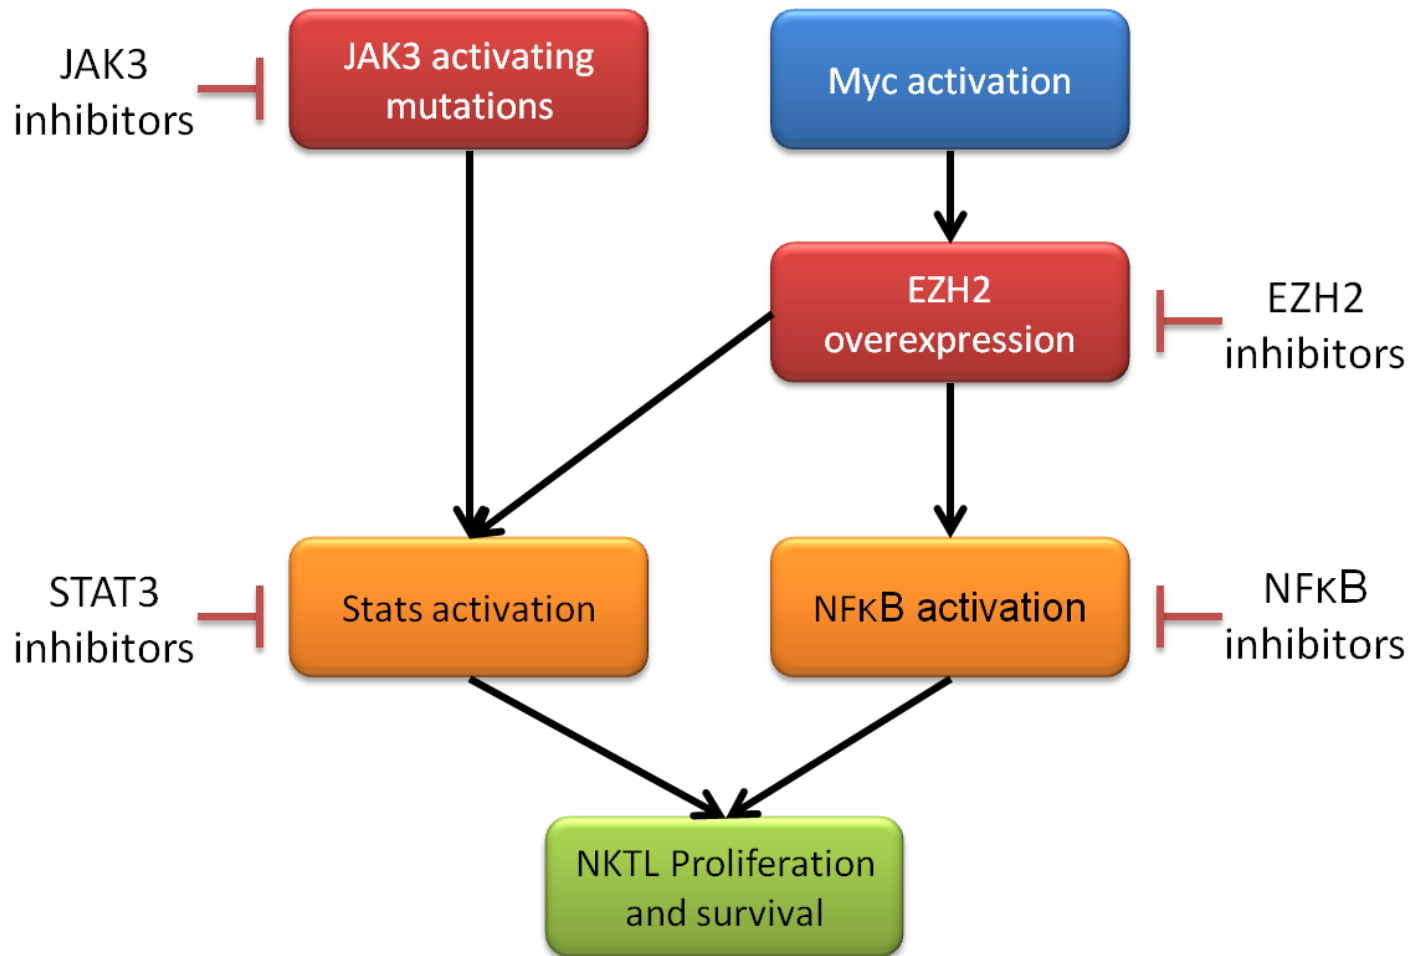 JAK3
inhibitors
JAK3 activating
mutations
Myc activation
EZH2
overexpression
EZH2
inhibitors
STAT3
inhibitors
Stats activation
NFκB activation
NFκB
inhibitors
NKTL Proliferation
and survival